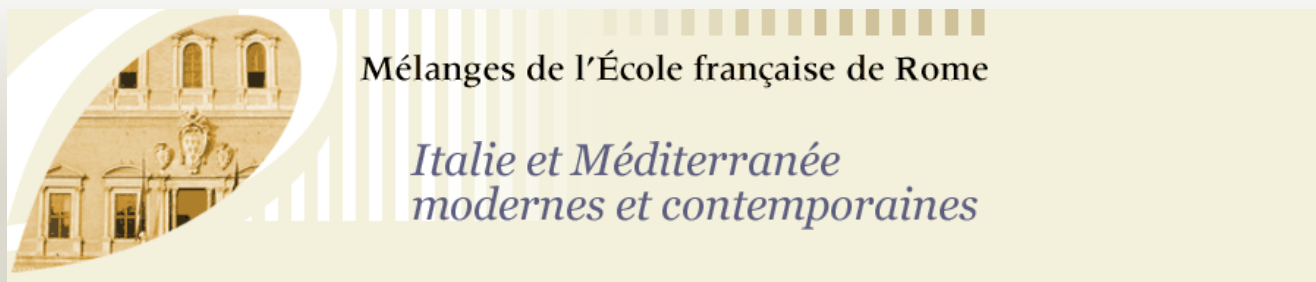 Mélanges de l'École française de Rome
Italie et Méditerranée
modernes et contemporaines